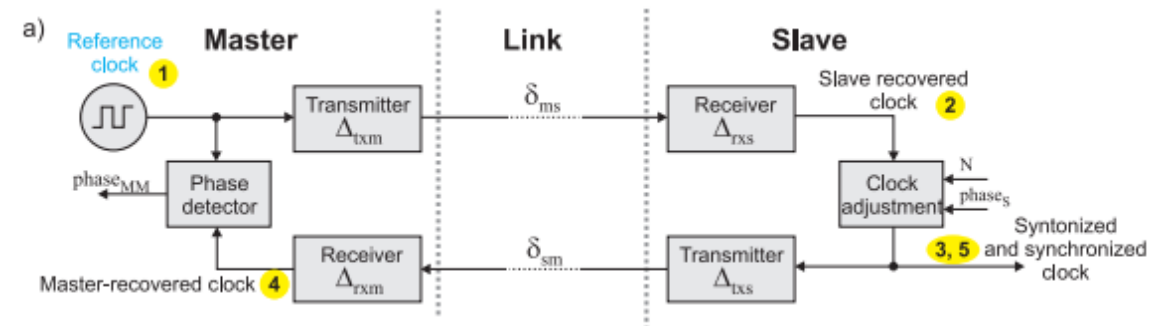 a)
Reference
clock 1
Master
Link
Slave
Transmitter
Δtxm
δms
Receiver
Δrxs
Slave recovered
clock 2
phaseMM
Phase
detector
Clock
adjustment
N
phaseS
Master-recovered clock 4
Receiver
Δrxm
δsm
Transmitter
Δtxs
Syntonized
3, 5 and synchronized
clock